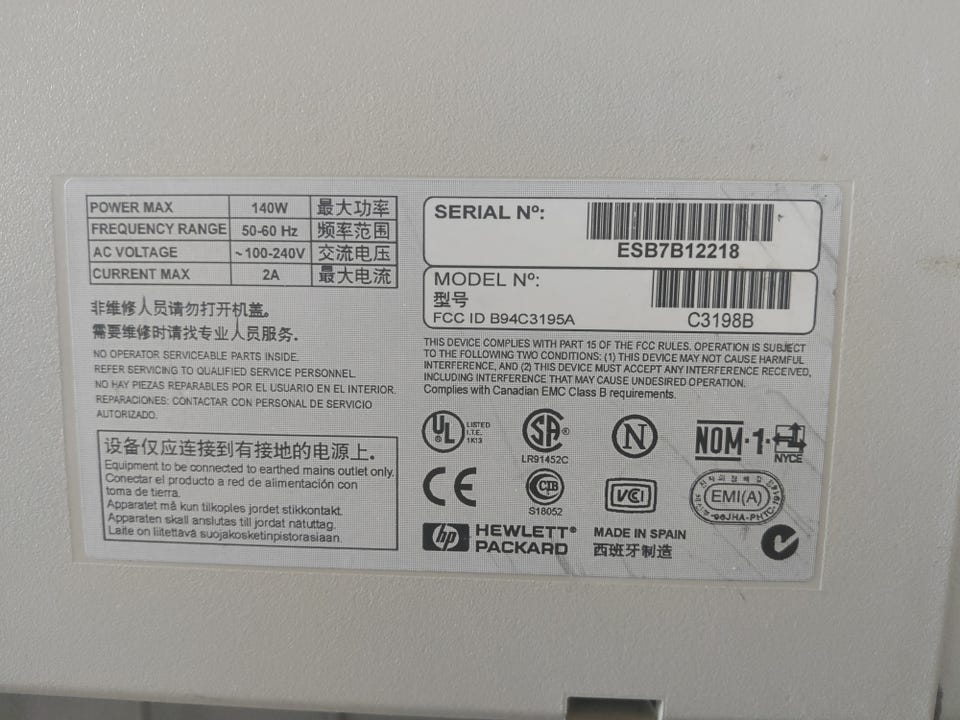 POWER MAX 140W 最大功率
FREQUENCY RANGE 50-60 Hz 频率范围
AC VOLTAGE ~100-240V 交流电压
CURRENT MAX 2A 最大电流
非维修人员请勿打开机盖。
需要维修时请找专业人员服务。
NO OPERATOR SERVICEABLE PARTS INSIDE.
REFER SERVICING TO QUALIFIED SERVICE PERSONNEL.
NO HAY PIEZAS REPARABLES POR EL USUARIO EN EL INTERIOR.
REPARACIONES: CONTACTAR CON PERSONAL DE SERVICIO
AUTORIZADO.
设备仅应连接到有接地的电源上.
Equipment to be connected to earthed mains outlet only.
Conectar el producto a red de alimentación con
toma de tierra.
Apparatet må kun tilkoples jordet stikkontakt.
Apparaten skall anslutas till jordat nätuttag.
Laite on liitettävä suojakosketinpistorasiaan.
SERIAL Nº:
ESB7B12218
MODEL Nº:
型号
FCC ID B94C3195A
C3198B
THIS DEVICE COMPLIES WITH PART 15 OF THE FCC RULES. OPERATION IS SUBJECT
TO THE FOLLOWING TWO CONDITIONS: (1) THIS DEVICE MAY NOT CAUSE HARMFUL
INTERFERENCE, AND (2) THIS DEVICE MUST ACCEPT ANY INTERFERENCE RECEIVED,
INCLUDING INTERFERENCE THAT MAY CAUSE UNDESIRED OPERATION.
Complies with Canadian EMC Class B requirements.
UL LISTED
I.T.E.
1K13
SA ®
LR91452C
N
NOM-1-
NYCE
CE
CIB
S18052
VCI
EMI(A)
hp HEWLETT®
PACKARD
MADE IN SPAIN
西班牙制造